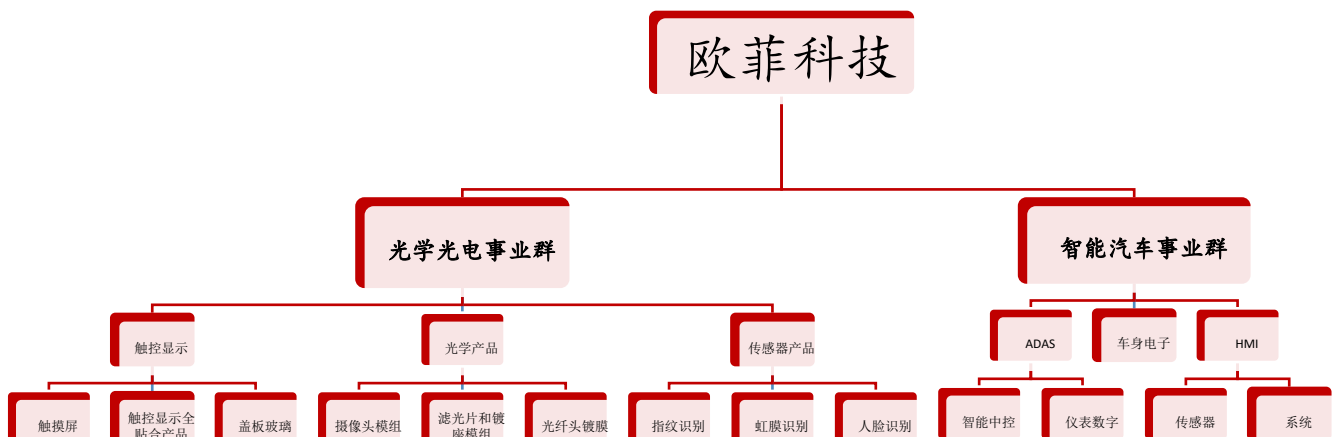 欧菲科技
光学光电事业群
智能汽车事业群
触控显示
光学产品
传感器产品
ADAS
车身电子
HMI
触摸屏
触控显示全
贴合产品
盖板玻璃
摄像头模组
滤光片和镀
座模组
光纤头镀膜
指纹识别
虹膜识别
人脸识别
智能中控
仪表数字
传感器
系统